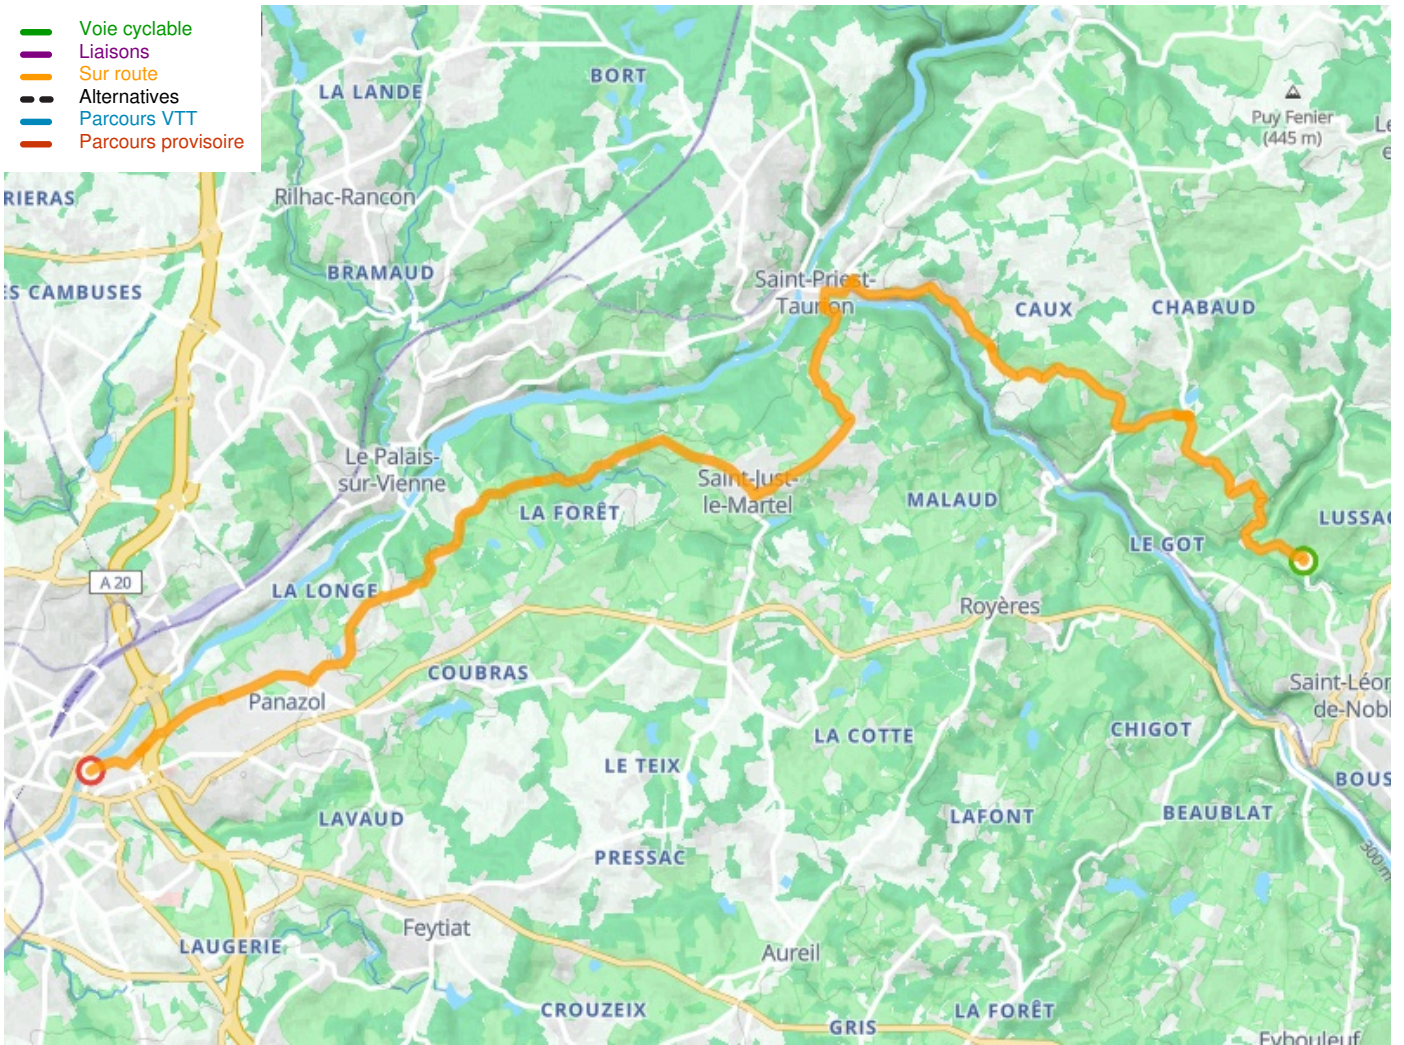 Voie cyclable
Liaisons
Sur route
Alternatives
Parcours VTT
Parcours provisoire
BORT
LA LANDE
Puy Fenier
(445 m)
Le
e
RIERAS
Rilhac-Rancon
BRAMAUD
Saint-Priest-
Taurion
ES CAMBUSES
CAUX
CHABAUD
Le Palais-
sur-Vienne
Saint-Just-
le-Martel
MALAUD
LA FORÊT
LUSSAC
LE GOT
A 20
LA LONGE
Royères
COUBRAS
Panazol
Saint-Léon
de-Nobl
CHIGOT
LA COTTE
LE TEIX
BOUS
LAVAUD
LAFONT
BEAUBLAT
PRESSAC
300 m
Feytiat
LAUGERIE
Aureil
CROUZEIX
LA FORÊT
GRIS
Eybouleuf